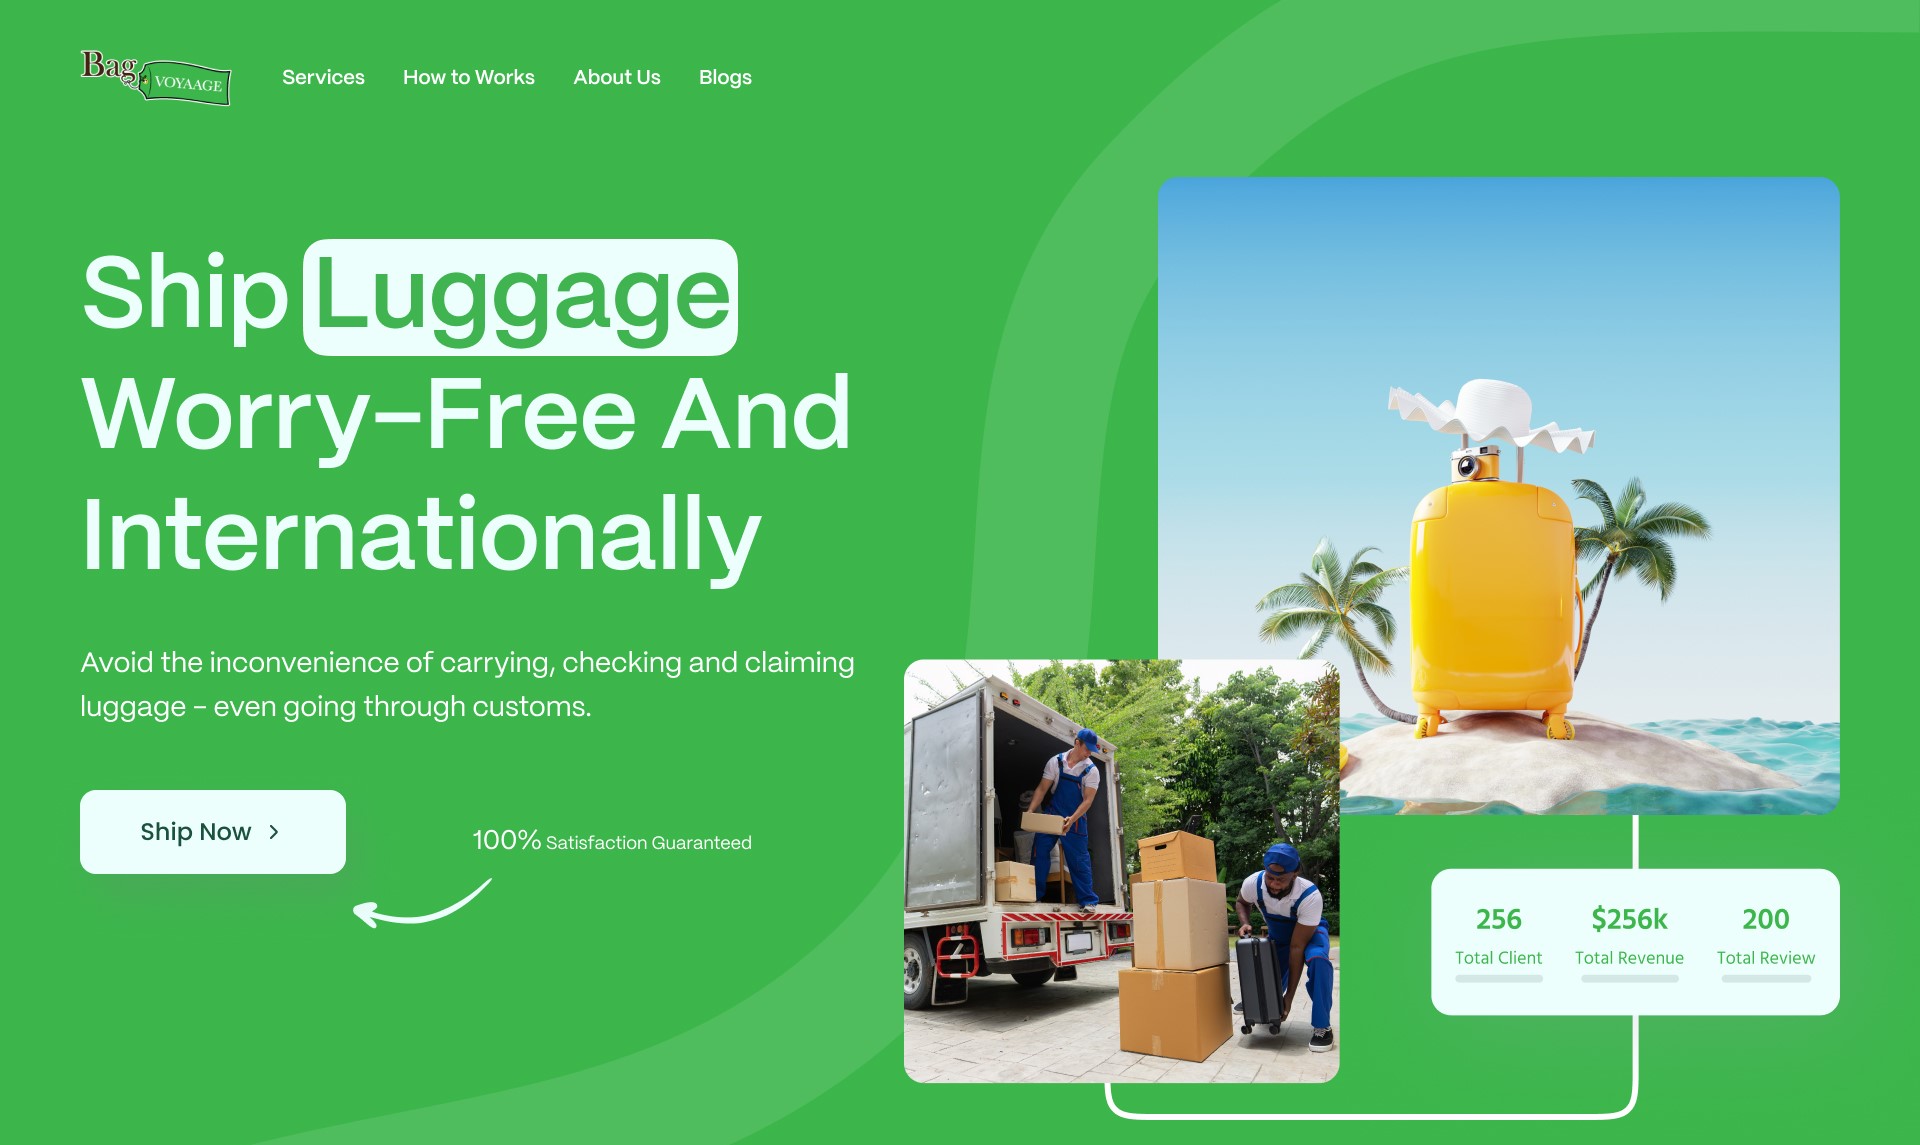 Bag
VOYAAGE
Services
How to Works
About Us
Blogs
Ship Luggage
Worry-Free And
Internationally
Avoid the inconvenience of carrying, checking and claiming
luggage - even going through customs.
Ship Now
100% Satisfaction Guaranteed
256
Total Client
$256k
Total Revenue
200
Total Review